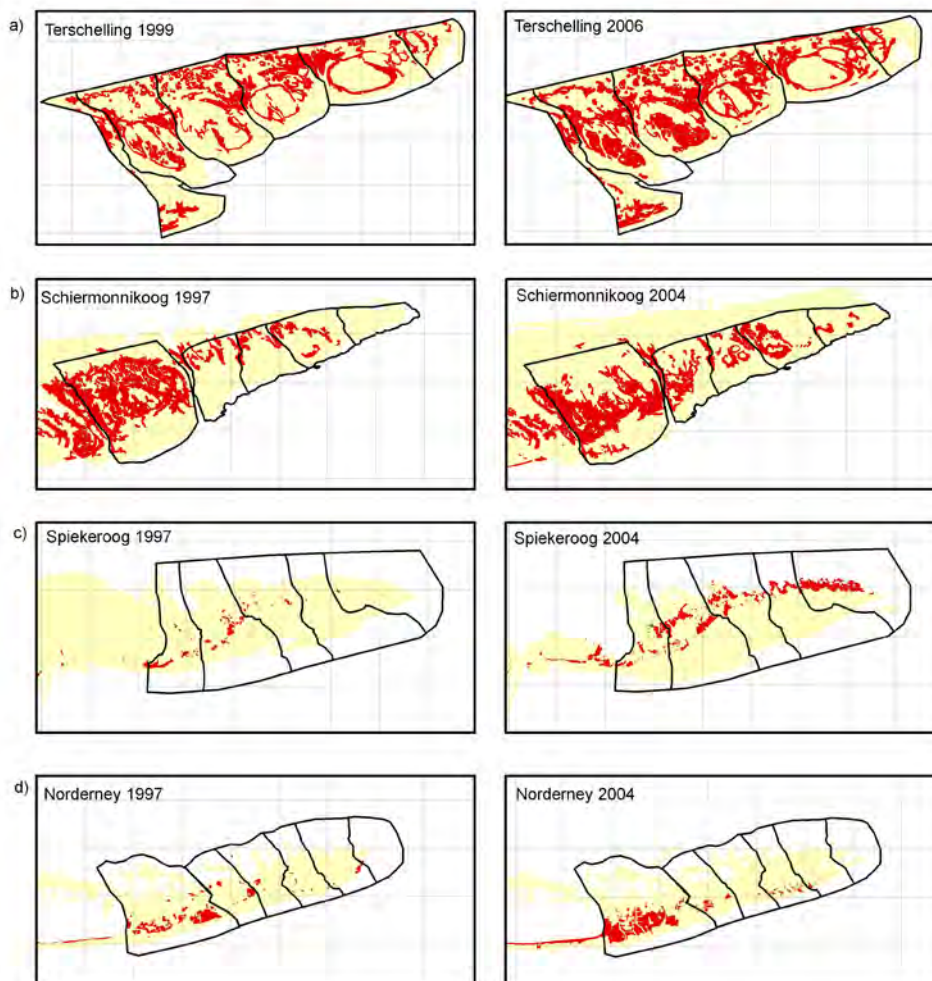 a)
Terschelling 1999
Terschelling 2006
b)
Schiermonnikoog 1997
Schiermonnikoog 2004
c)
Spiekeroog 1997
Spiekeroog 2004
d)
Norderney 1997
Norderney 2004